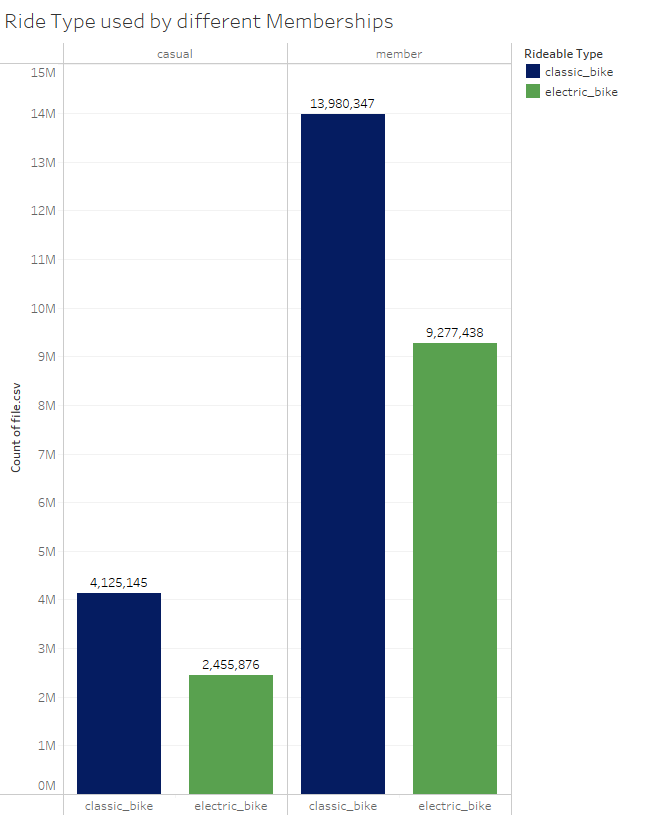 Ride Type used by different Memberships
casual
member
Rideable Type
classic_bike
electric_bike
Count of file.csv
15M
14M
13M
12M
11M
10M
9M
8M
7M
6M
5M
4M
3M
2M
1M
0M
4,125,145
2,455,876
13,980,347
9,277,438
classic_bike
electric_bike
classic_bike
electric_bike